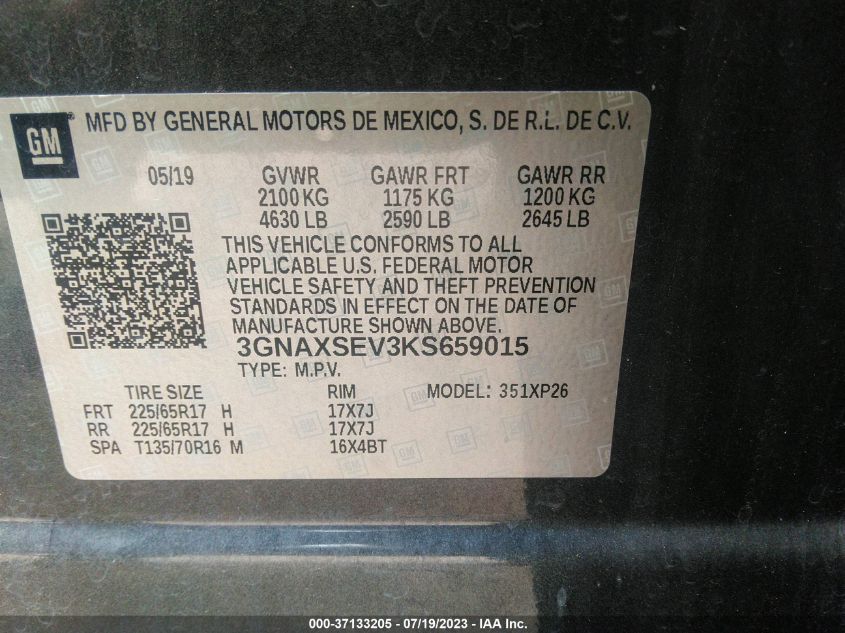 GM
MFD BY GENERAL MOTORS DE MEXICO, S. DE R.L. DE C.V.
05/19 GVWR GAWR FRT GAWR RR
2100 KG 1175 KG 1200 KG
4630 LB 2590 LB 2645 LB
THIS VEHICLE CONFORMS TO ALL
APPLICABLE U.S. FEDERAL MOTOR
VEHICLE SAFETY AND THEFT PREVENTION
STANDARDS IN EFFECT ON THE DATE OF
MANUFACTURE SHOWN ABOVE.
3GNAXSEV3KS659015
TYPE: M.P.V.
TIRE SIZE RIM MODEL: 351XP26
FRT 225/65R17 H 17X7J
RR 225/65R17 H 17X7J
SPA T135/70R16 M 16X4BT
000-37133205 - 07/19/2023 - IAA Inc.